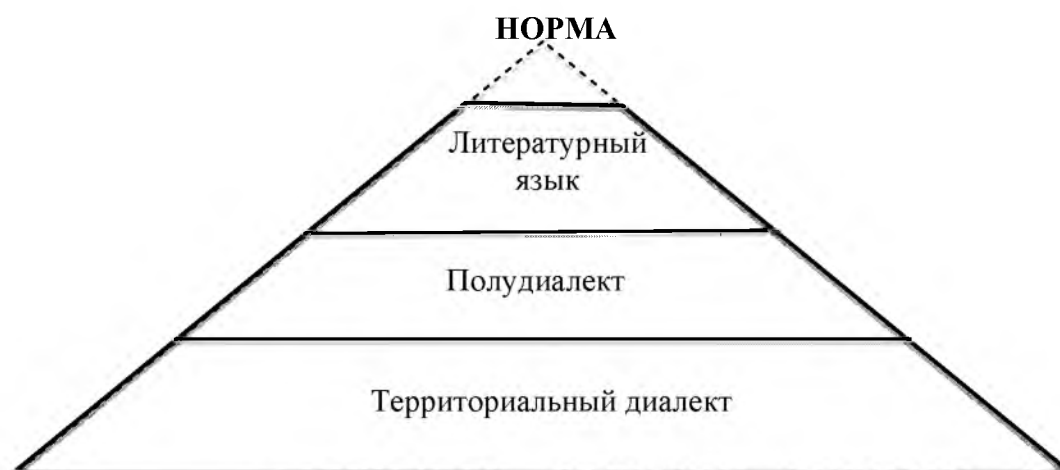 НОРМА
Литературный
язык
Полудиалект
Территориальный диалект